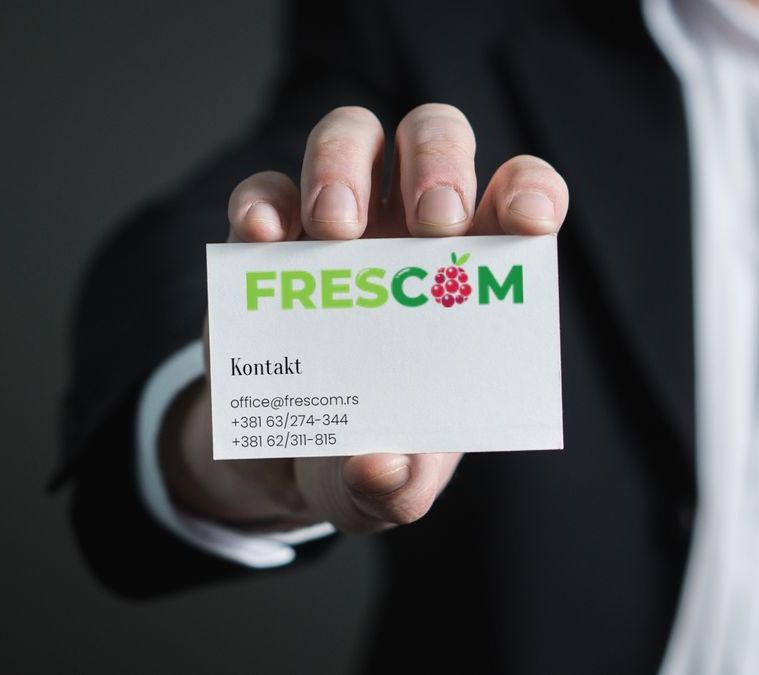 FRESCOM
Kontakt
office@frescom.rs
+381 63/274-344
+381 62/311-815